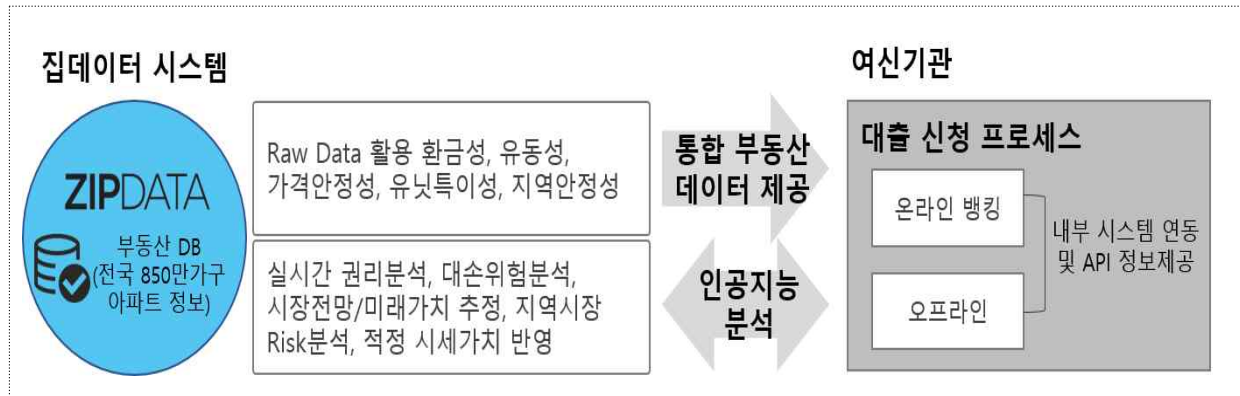 집데이터 시스템
ZIPDATA
부동산 DB
(전국 850만가구
아파트 정보)
Raw Data 활용 환금성, 유동성,
가격안정성, 유닛특이성, 지역안정성
실시간 권리분석, 대손위험분석,
시장전망/미래가치 추정, 지역시장
Risk분석, 적정 시세가치 반영
통합 부동산
데이터 제공
인공지능
분석
여신기관
대출 신청 프로세스
온라인 뱅킹
오프라인
내부 시스템 연동
및 API 정보제공